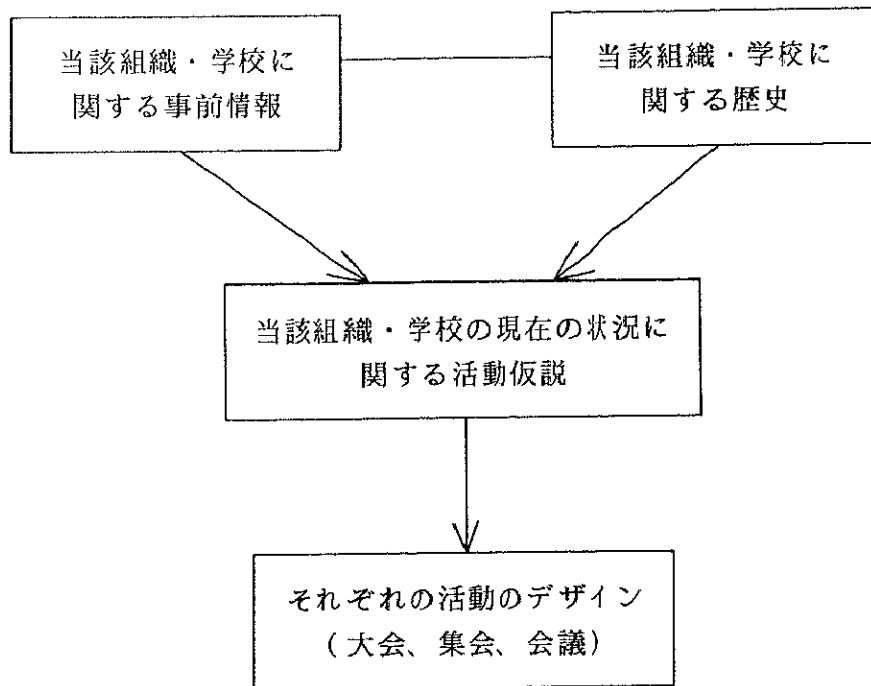 当該組織・学校に
関する事前情報
当該組織・学校に
関する歴史
当該組織・学校の現在の状況に
関する活動仮説
それぞれの活動のデザイン
(大会、集会、会議)